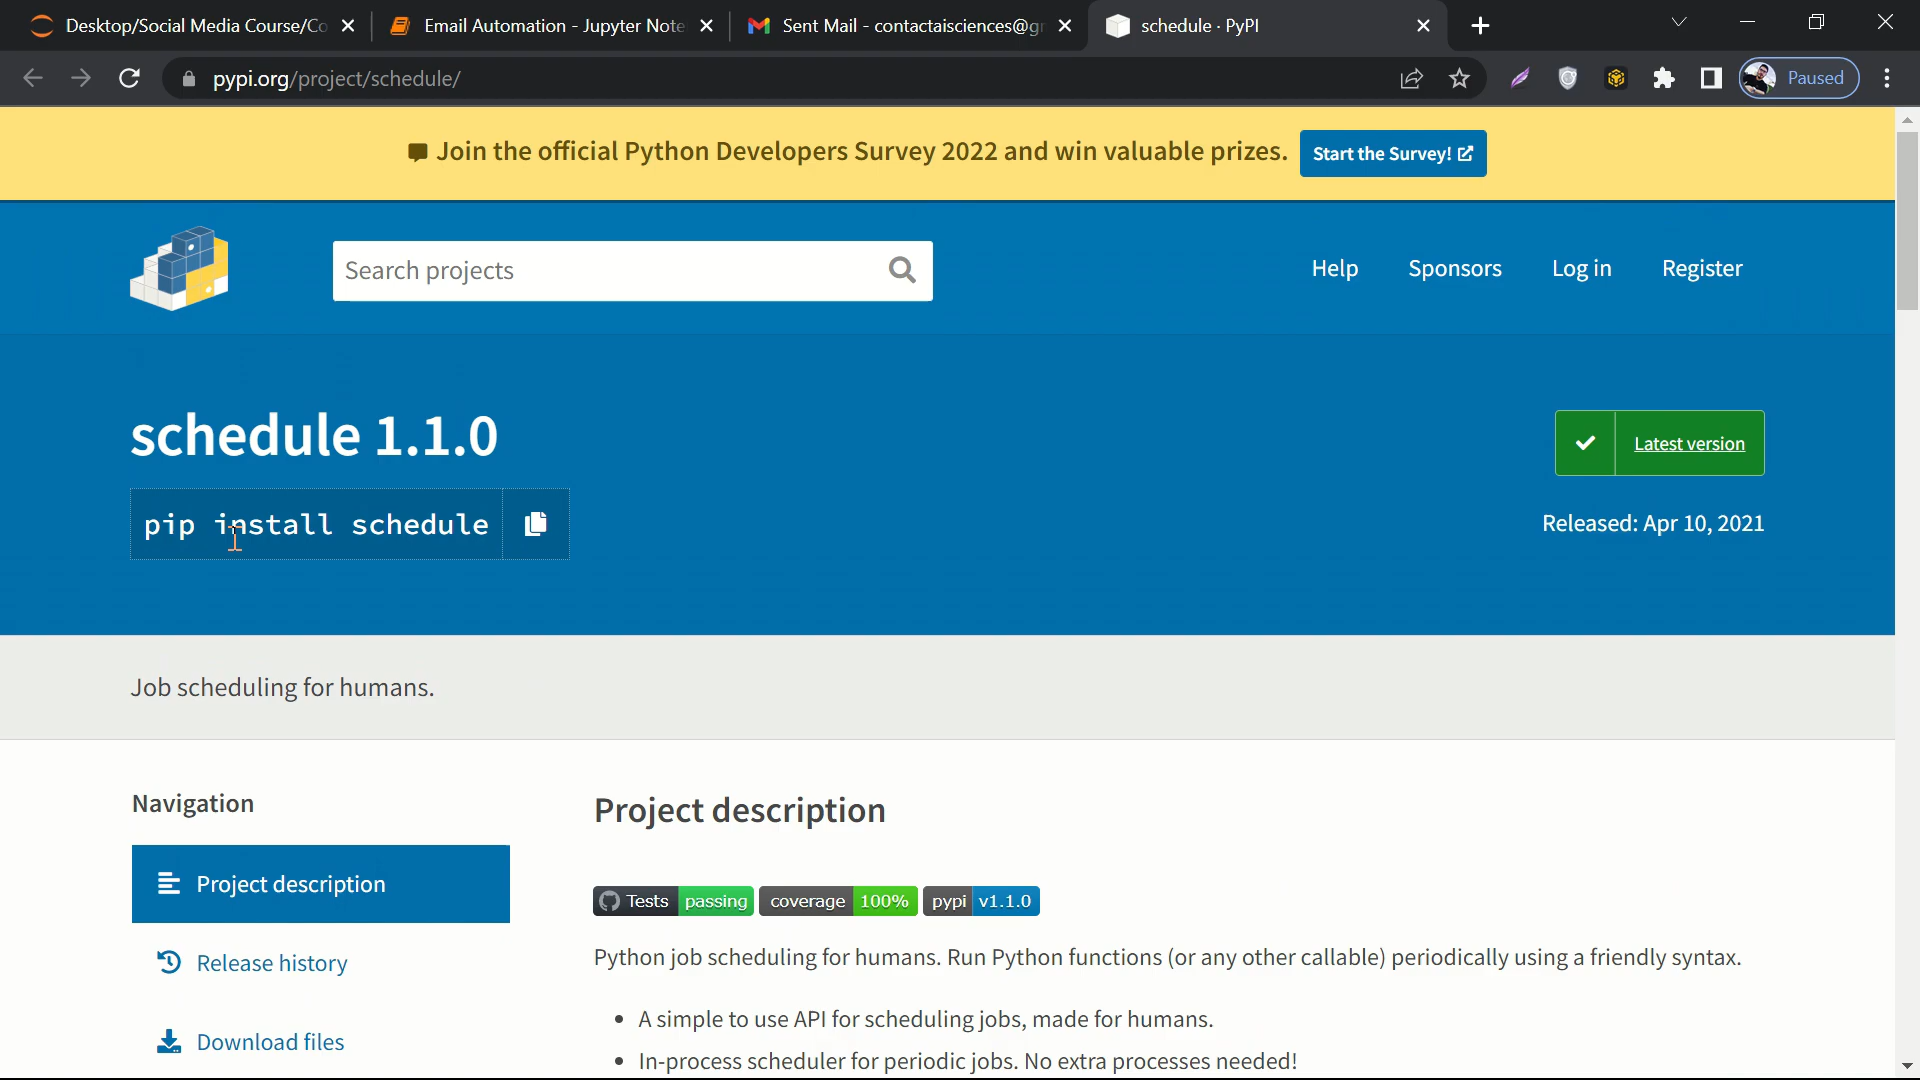 Desktop/Social Media Course/Co
Email Automation - Jupyter Note
Sent Mail - contactaisciences@gr
schedule · PyPI
pypi.org/project/schedule/
Paused
Join the official Python Developers Survey 2022 and win valuable prizes.
Start the Survey!
Search projects
Help
Sponsors
Log in
Register
schedule 1.1.0
Latest version
pip install schedule
Released: Apr 10, 2021
Job scheduling for humans.
Navigation
Project description
Release history
Download files
Project description
Tests passing coverage 100% pypi v1.1.0
Python job scheduling for humans. Run Python functions (or any other callable) periodically using a friendly syntax.
• A simple to use API for scheduling jobs, made for humans.
• In-process scheduler for periodic jobs. No extra processes needed!